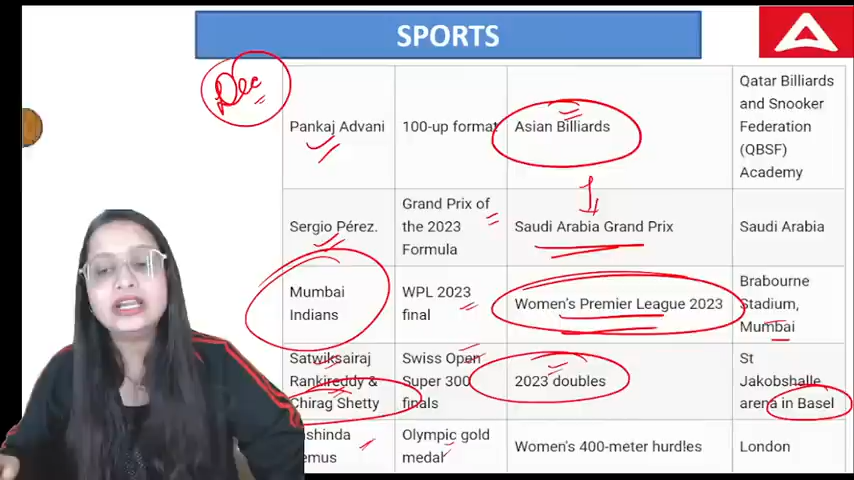 SPORTS
Dec
Pankaj Advani
100-up format
Asian Billiards
Qatar Billiards
and Snooker
Federation
(QBSF)
Academy
Sergio Pérez.
Grand Prix of
the 2023
Formula
Saudi Arabia Grand Prix
Saudi Arabia
Mumbai
Indians
WPL 2023
final
Women's Premier League 2023
Brabourne
Stadium,
Mumbai
Satwiksairaj
Rankireddy &
Chirag Shetty
Swiss Open
Super 300
finals
2023 doubles
St
Jakobshalle
arena in Basel
Olympic gold
medal
Women's 400-meter hurdles
London